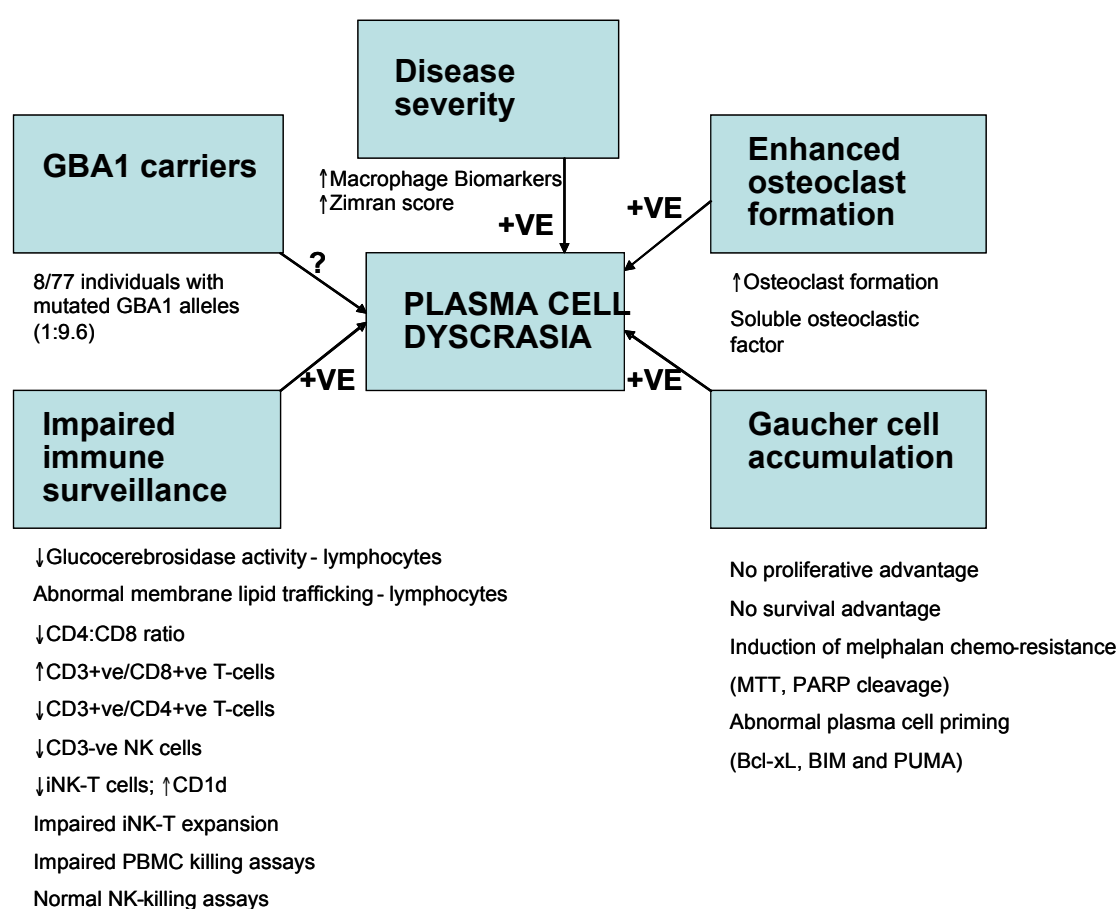 Disease
severity
↑Macrophage Biomarkers
↑Zimran score
+VE
GBA1 carriers
?
8/77 individuals with
mutated GBA1 alleles
(1:9.6)
Enhanced
osteoclast
formation
+VE
↑Osteoclast formation
Soluble osteoclastic
factor
PLASMA CELL
DYSCRASIA
+VE
+VE
Impaired
immune
surveillance
↓Glucocerebrosidase activity - lymphocytes
Abnormal membrane lipid trafficking - lymphocytes
↓CD4:CD8 ratio
↑CD3+ve/CD8+ve T-cells
↓CD3+ve/CD4+ve T-cells
↓CD3-ve NK cells
↓iNK-T cells; ↑CD1d
Impaired iNK-T expansion
Impaired PBMC killing assays
Normal NK-killing assays
Gaucher cell
accumulation
No proliferative advantage
No survival advantage
Induction of melphalan chemo-resistance
(MTT, PARP cleavage)
Abnormal plasma cell priming
(Bcl-xL, BIM and PUMA)